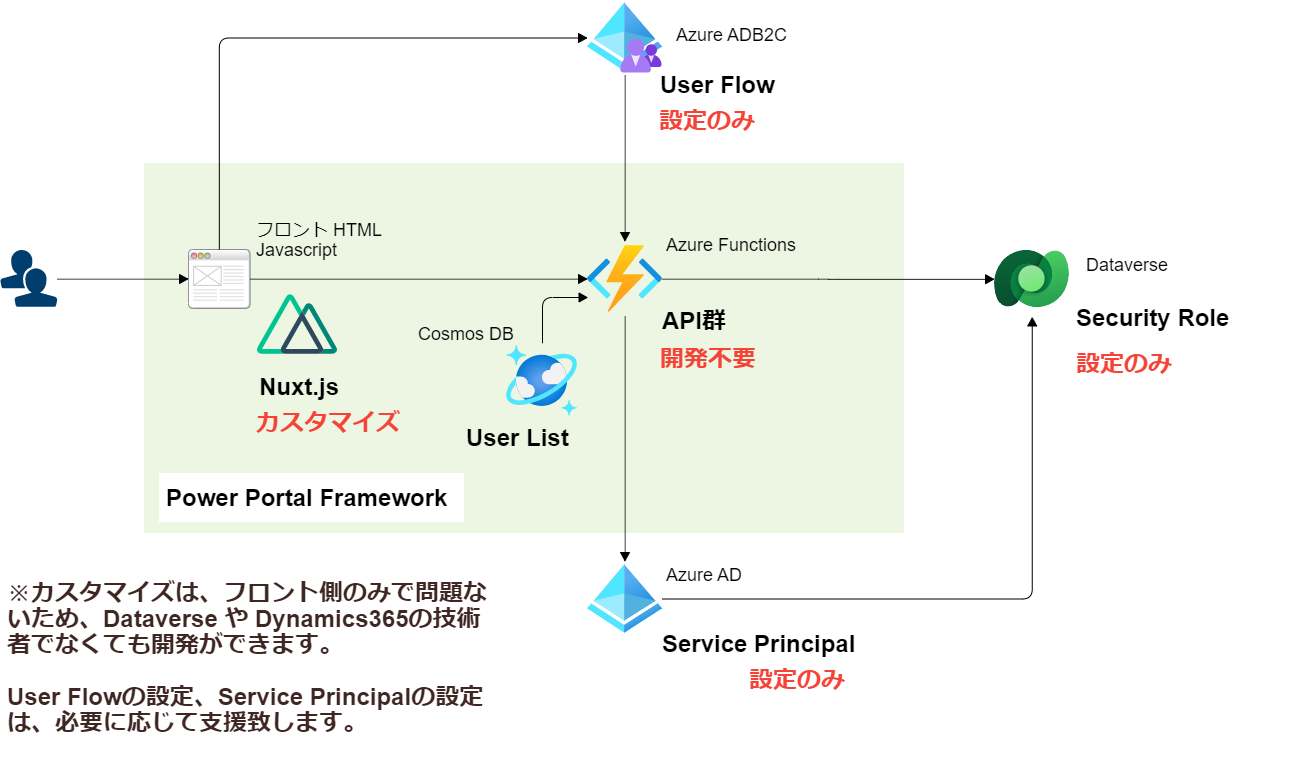 Azure ADB2C
User Flow
設定のみ
フロント HTML
Javascript
Azure Functions
Dataverse
API群
開発不要
Security Role
設定のみ
Cosmos DB
Nuxt.js
カスタマイズ
User List
Power Portal Framework
Azure AD
Service Principal
設定のみ
※カスタマイズは、フロント側のみで問題な
いため、Dataverse や Dynamics365の技術
者でなくても開発ができます。
User Flowの設定、Service Principalの設定
は、必要に応じて支援致します。